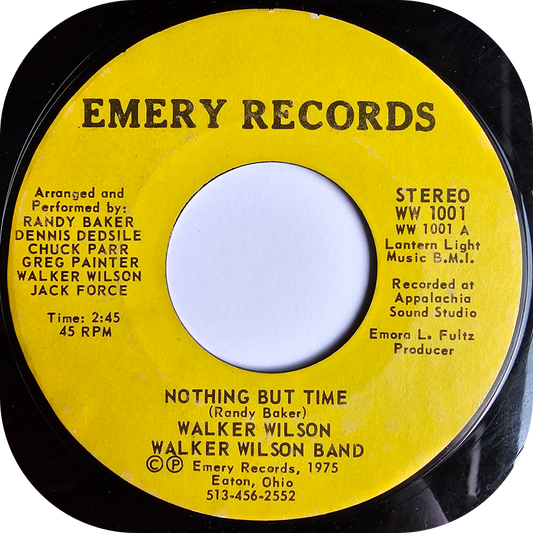 EMERY RECORDS
Arranged and
Performed by:
RANDY BAKER
DENNIS DEDSILE
CHUCK PARR
GREG PAINTER
WALKER WILSON
JACK FORCE
Time: 2:45
45 RPM
STEREO
WW 1001
WW 1001 A
Lantern Light
Music B.M.I.
Recorded at
Appalachia
Sound Studio
Emora L. Fultz
Producer
NOTHING BUT TIME
(Randy Baker)
WALKER WILSON
WALKER WILSON BAND
©℗ Emery Records, 1975
Eaton, Ohio
513-456-2552